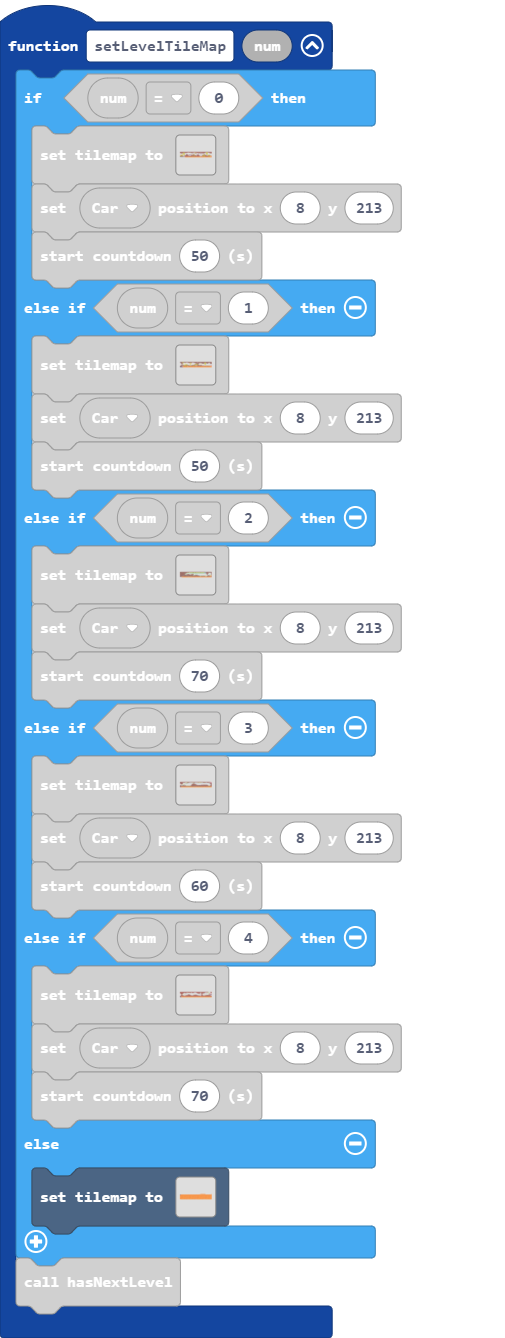 function setLevelTileMap num
if num = 0 then
set tilemap to
set Car position to x 8 y 213
start countdown 50 (s)
else if num = 1 then
set tilemap to
set Car position to x 8 y 213
start countdown 50 (s)
else if num = 2 then
set tilemap to
set Car position to x 8 y 213
start countdown 70 (s)
else if num = 3 then
set tilemap to
set Car position to x 8 y 213
start countdown 60 (s)
else if num = 4 then
set tilemap to
set Car position to x 8 y 213
start countdown 70 (s)
else
set tilemap to
call hasNextLevel